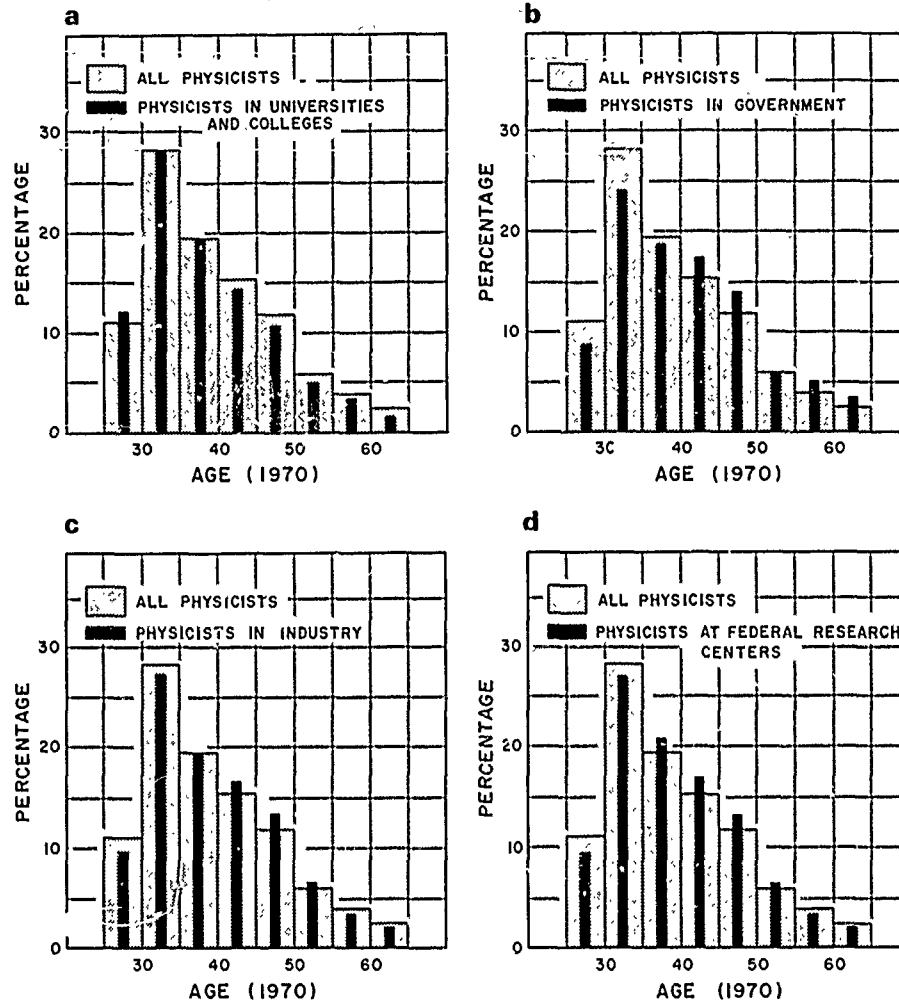 a
ALL PHYSICISTS
PHYSICISTS IN UNIVERSITIES
AND COLLEGES
PERCENTAGE
30
20
10
0
30 40 50 60
AGE (1970)
b
ALL PHYSICISTS
PHYSICISTS IN GOVERNMENT
PERCENTAGE
30
20
10
0
30 40 50 60
AGE (1970)
c
ALL PHYSICISTS
PHYSICISTS IN INDUSTRY
PERCENTAGE
30
20
10
0
30 40 50 60
AGE (1970)
d
ALL PHYSICISTS
PHYSICISTS AT FEDERAL RESEARCH
CENTERS
PERCENTAGE
30
20
10
0
30 40 50 60
AGE (1970)